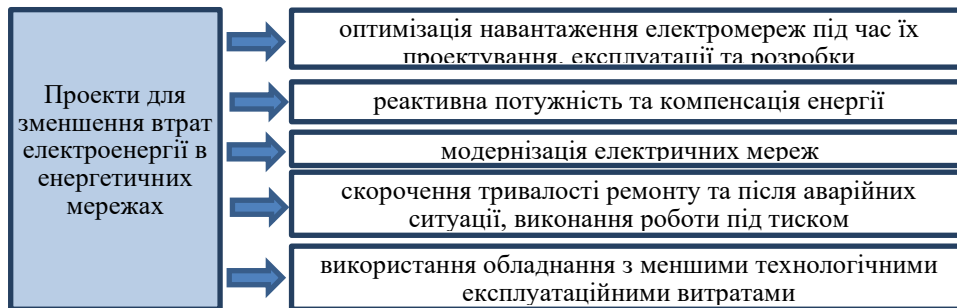 Проекти для
зменшення втрат
електроенергії в
енергетичних
мережах
оптимізація навантаження електромереж під час їх
проектування, експлуатації та розробки
реактивна потужність та компенсація енергії
модернізація електричних мереж
скорочення тривалості ремонту та після аварійних
ситуації, виконання роботи під тиском
використання обладнання з меншими технологічними
експлуатаційними витратами